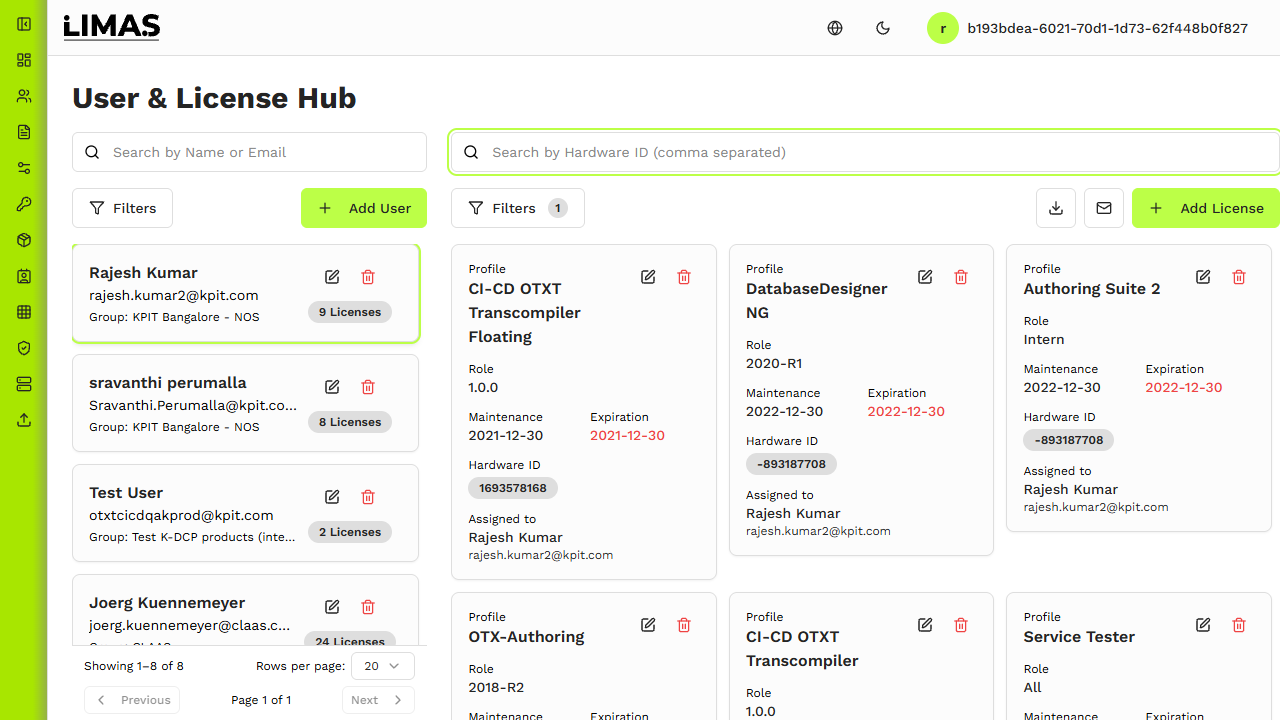 LIMAS
r
b193bdea-6021-70d1-1d73-62f448b0f827
User & License Hub
Search by Name or Email
Filters
Add User
Rajesh Kumar
rajesh.kumar2@kpit.com
Group: KPIT Bangalore - NOS
9 Licenses
sravanthi perumalla
Sravanthi.Perumalla@kpit.co...
Group: KPIT Bangalore - NOS
8 Licenses
Test User
otxtcicdqakprod@kpit.com
Group: Test K-DCP products (inte...
2 Licenses
Joerg Kuennemeyer
joerg.kuennemeyer@claas.c...
24 Licenses
Showing 1–8 of 8
Rows per page:
20
Previous
Page 1 of 1
Next
Search by Hardware ID (comma separated)
Filters
1
Add License
Profile
CI-CD OTXT
Transcompiler
Floating
Role
1.0.0
Maintenance
2021-12-30
Expiration
2021-12-30
Hardware ID
1693578168
Assigned to
Rajesh Kumar
rajesh.kumar2@kpit.com
Profile
DatabaseDesigner
NG
Role
2020-R1
Maintenance
2022-12-30
Expiration
2022-12-30
Hardware ID
-893187708
Assigned to
Rajesh Kumar
rajesh.kumar2@kpit.com
Profile
Authoring Suite 2
Role
Intern
Maintenance
2022-12-30
Expiration
2022-12-30
Hardware ID
-893187708
Assigned to
Rajesh Kumar
rajesh.kumar2@kpit.com
Profile
OTX-Authoring
Role
2018-R2
Maintenance
Expiration
Profile
CI-CD OTXT
Transcompiler
Role
1.0.0
Profile
Service Tester
Role
All
Maintenance
Expiration